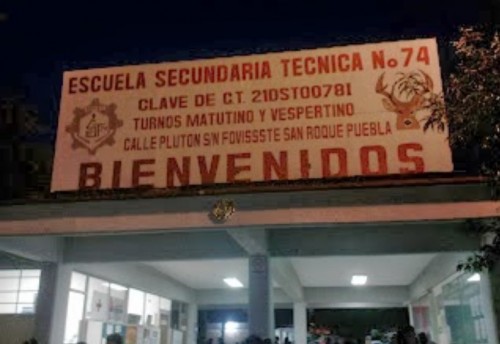 ESCUELA SECUNDARIA TECNICA No 74
CLAVE DE C.T. 21DST0078I
TURNOS MATUTINO Y VESPERTINO
CALLE PLUTON S/N FOVISSSTE SAN ROQUE PUEBLA
BIENVENIDOS